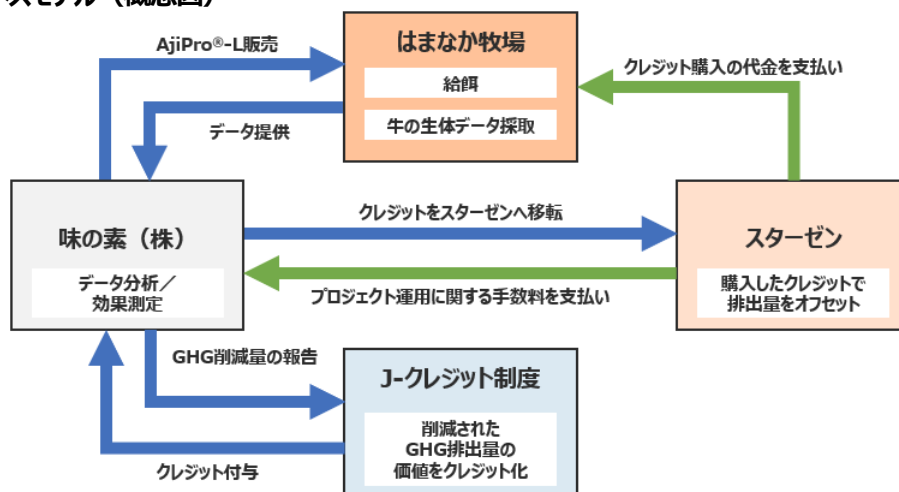 スモデル（概念図）
AjiPro®-L販売
はまなか牧場
給餌
牛の生体データ採取
クレジット購入の代金を支払い
データ提供
味の素（株）
データ分析／
効果測定
クレジットをスターゼンへ移転
プロジェクト運用に関する手数料を支払い
スターゼン
購入したクレジットで
排出量をオフセット
GHG削減量の報告
J-クレジット制度
削減された
GHG排出量の
価値をクレジット化
クレジット付与